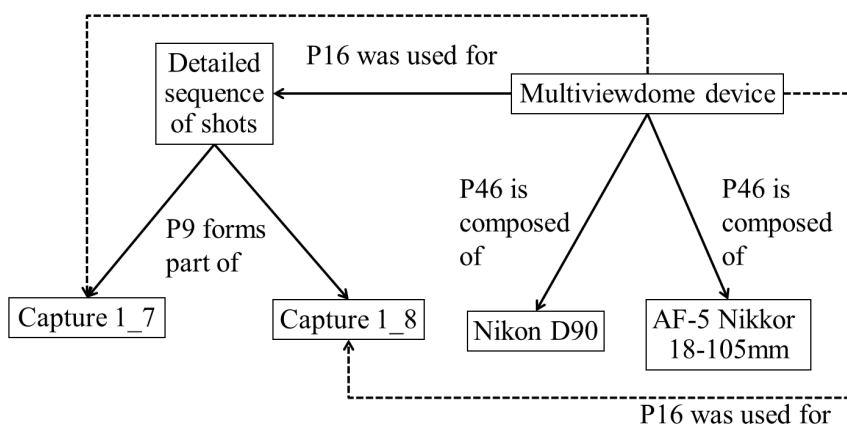 Detailed
sequence
of shots
P16 was used for
Multiviewdome device
P9 forms
part of
P46 is
composed
of
P46 is
composed
of
Capture 1_7
Capture 1_8
Nikon D90
AF-5 Nikkor
18-105mm
P16 was used for